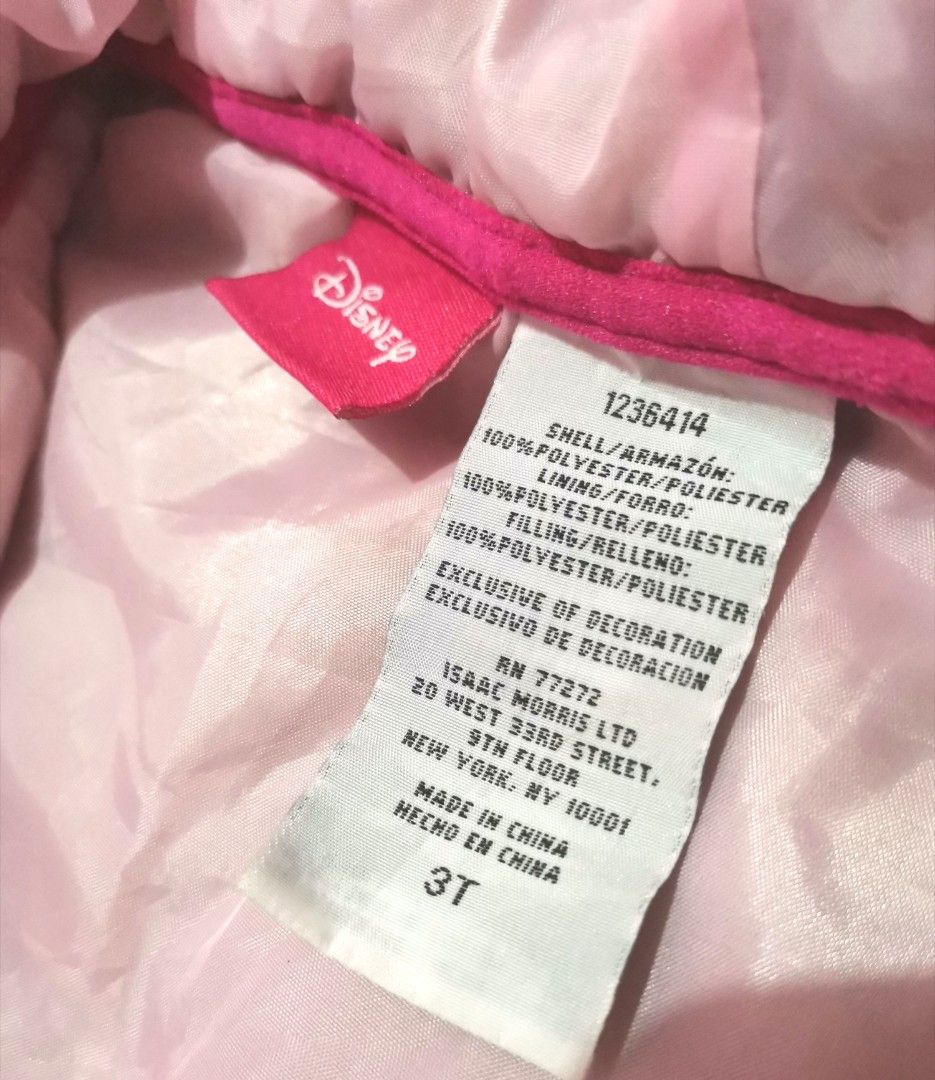 Disney
1236414
SHELL/ARMAZÓN:
100%POLYESTER/POLIESTER
LINING/FORRO:
100%POLYESTER/POLIESTER
FILLING/RELLENO:
100%POLYESTER/POLIESTER
EXCLUSIVE OF DECORATION
EXCLUSIVO DE DECORACION
RN 77272
ISAAC MORRIS LTD
20 WEST 33RD STREET,
9TH FLOOR
NEW YORK, NY 10001
MADE IN CHINA
HECHO EN CHINA
3T